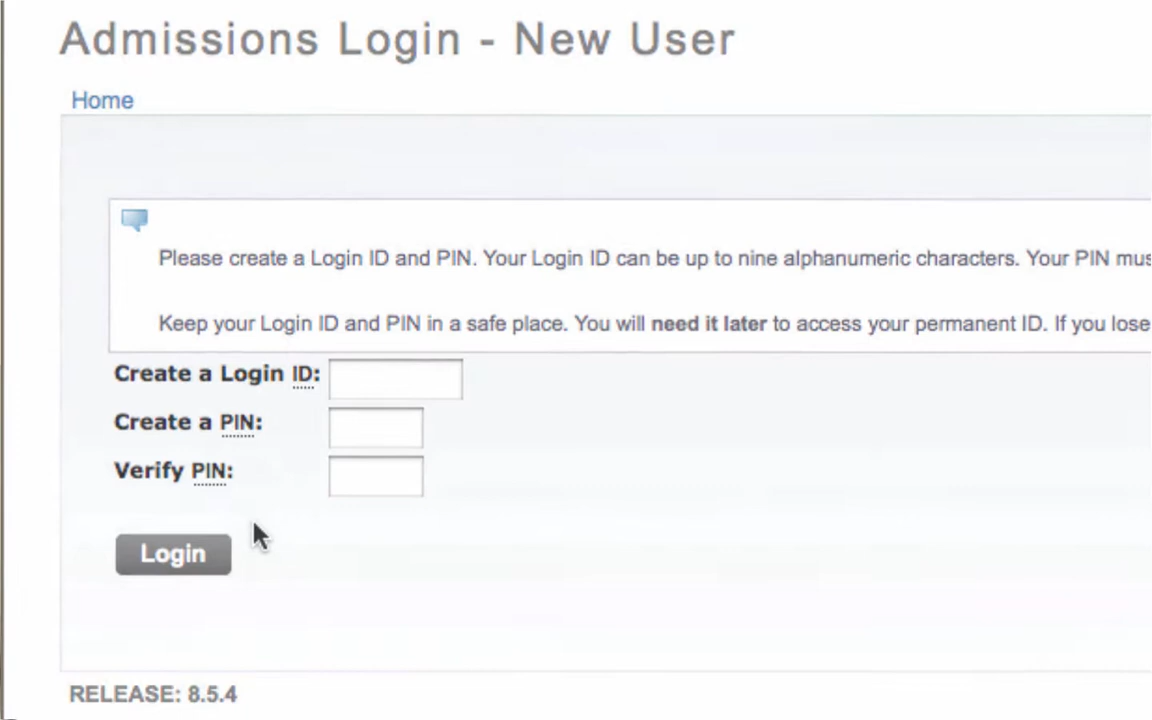 Admissions Login - New User
Home
Please create a Login ID and PIN. Your Login ID can be up to nine alphanumeric characters. Your PIN
Keep your Login ID and PIN in a safe place. You will need it later to access your permanent ID. If you lose
Create a Login ID:
Create a PIN:
Verify PIN:
Login
RELEASE: 8.5.4